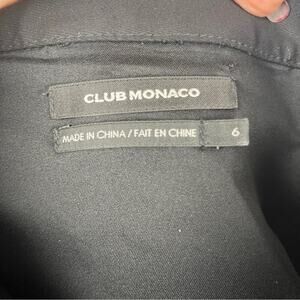 CLUB MONACO
MADE IN CHINA / FAIT EN CHINE 6